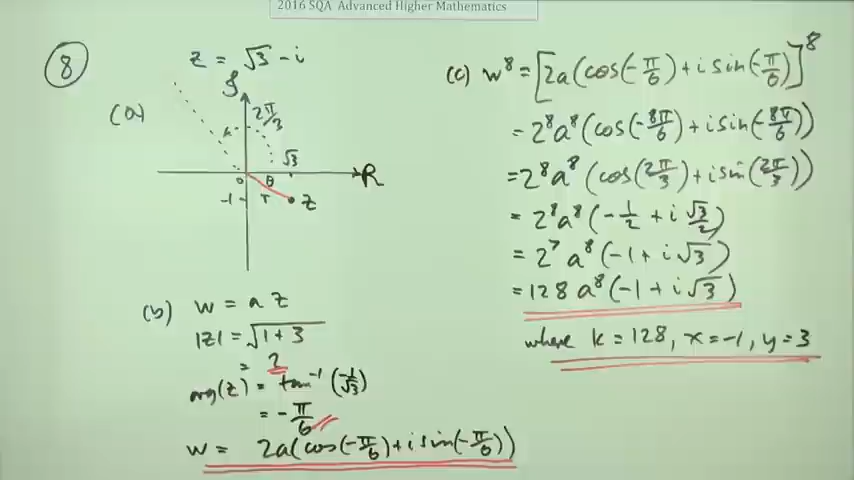 2016 SQA Advanced Higher Mathematics
8
z = √3 - i
(a)
2π/3
√3
R
0
θ
-1
z
(b) w = a z
|z| = √1 + 3
= 2
arg(z) = tan⁻¹(-1/√3)
= -π/6
w = 2a(cos(-π/6)+i sin(-π/6))
(c) w⁸ = [2a(cos(-π/6)+i sin(-π/6)]⁸
= 2⁸a⁸(cos(-8π/6)+i sin(-8π/6))
= 2⁸a⁸(cos(2π/3)+i sin(2π/3))
= 2⁸a⁸(-1/2 + i √3/2)
= 2⁷ a⁸(-1 + i√3)
= 128 a⁸(-1 + i√3)
where k = 128, x = -1, y = 3